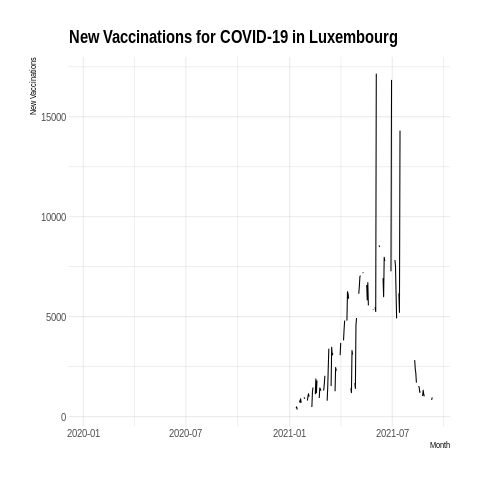 New Vaccinations for COVID-19 in Luxembourg
New Vaccinations
15000
10000
5000
0
2020-01
2020-07
2021-01
2021-07
Month